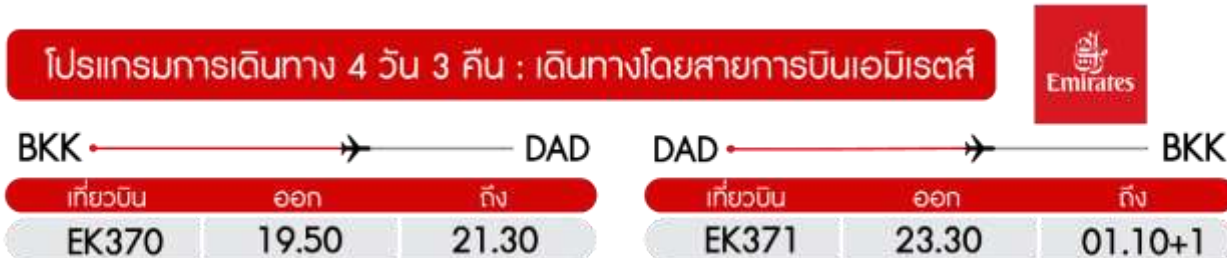 โปรแกรมการเดินทาง 4 วัน 3 คืน : เดินทางโดยสายการบินเอมิเรตส์
Emirates
BKK DAD
เที่ยวบิน ออก ถึง
EK370 19.50 21.30
DAD BKK
เที่ยวบิน ออก ถึง
EK371 23.30 01.10+1